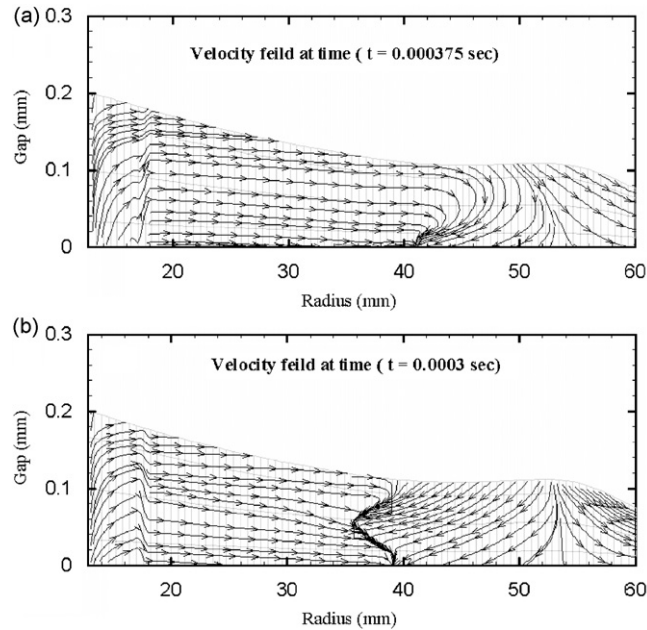 (a)
0.3
Velocity feild at time ( t = 0.000375 sec)
0.2
Gap (mm)
0.1
0
20 30 40 50 60
Radius (mm)
(b)
0.3
Velocity feild at time ( t = 0.0003 sec)
0.2
Gap (mm)
0.1
0
20 30 40 50 60
Radius (mm)